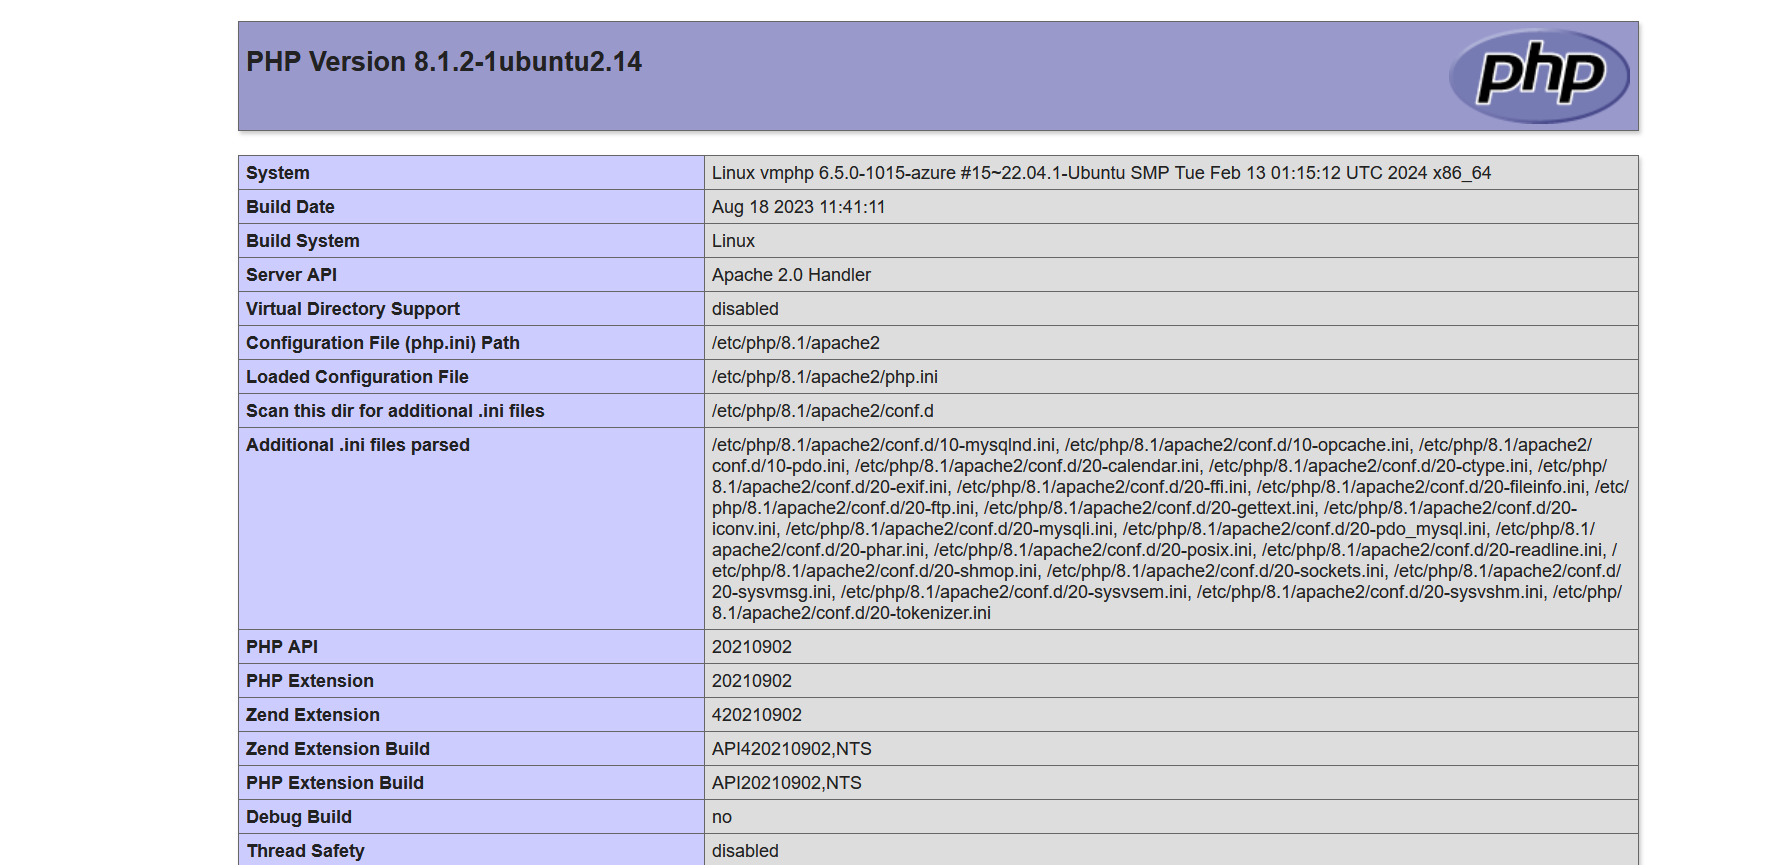 PHP Version 8.1.2-1ubuntu2.14
php
System Linux vmphp 6.5.0-1015-azure #15~22.04.1-Ubuntu SMP Tue Feb 13 01:15:12 UTC 2024 x86_64
Build Date Aug 18 2023 11:41:11
Build System Linux
Server API Apache 2.0 Handler
Virtual Directory Support disabled
Configuration File (php.ini) Path /etc/php/8.1/apache2
Loaded Configuration File /etc/php/8.1/apache2/php.ini
Scan this dir for additional .ini files /etc/php/8.1/apache2/conf.d
Additional .ini files parsed /etc/php/8.1/apache2/conf.d/10-mysqlnd.ini, /etc/php/8.1/apache2/conf.d/10-opcache.ini, /etc/php/8.1/apache2/
conf.d/10-pdo.ini, /etc/php/8.1/apache2/conf.d/20-calendar.ini, /etc/php/8.1/apache2/conf.d/20-ctype.ini, /etc/php/
8.1/apache2/conf.d/20-exif.ini, /etc/php/8.1/apache2/conf.d/20-ffi.ini, /etc/php/8.1/apache2/conf.d/20-fileinfo.ini, /etc/
php/8.1/apache2/conf.d/20-ftp.ini, /etc/php/8.1/apache2/conf.d/20-gettext.ini, /etc/php/8.1/apache2/conf.d/20-
iconv.ini, /etc/php/8.1/apache2/conf.d/20-mysqli.ini, /etc/php/8.1/apache2/conf.d/20-pdo_mysql.ini, /etc/php/8.1/
apache2/conf.d/20-phar.ini, /etc/php/8.1/apache2/conf.d/20-posix.ini, /etc/php/8.1/apache2/conf.d/20-readline.ini, /
etc/php/8.1/apache2/conf.d/20-shmop.ini, /etc/php/8.1/apache2/conf.d/20-sockets.ini, /etc/php/8.1/apache2/conf.d/
20-sysvmsg.ini, /etc/php/8.1/apache2/conf.d/20-sysvsem.ini, /etc/php/8.1/apache2/conf.d/20-sysvshm.ini, /etc/php/
8.1/apache2/conf.d/20-tokenizer.ini
PHP API 20210902
PHP Extension 20210902
Zend Extension 420210902
Zend Extension Build API420210902,NTS
PHP Extension Build API20210902,NTS
Debug Build no
Thread Safety disabled